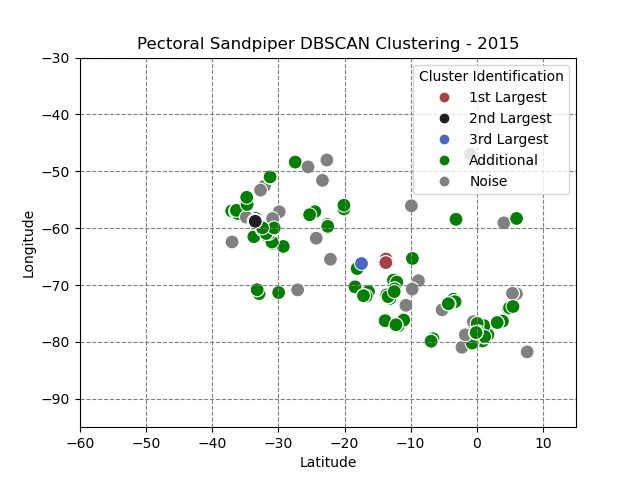 Pectoral Sandpiper DBSCAN Clustering - 2015
Cluster Identification
1st Largest
2nd Largest
3rd Largest
Additional
Noise
Longitude
−30
−40
−50
−60
−70
−80
−90
−60
−50
−40
−30
−20
−10
0
10
Latitude